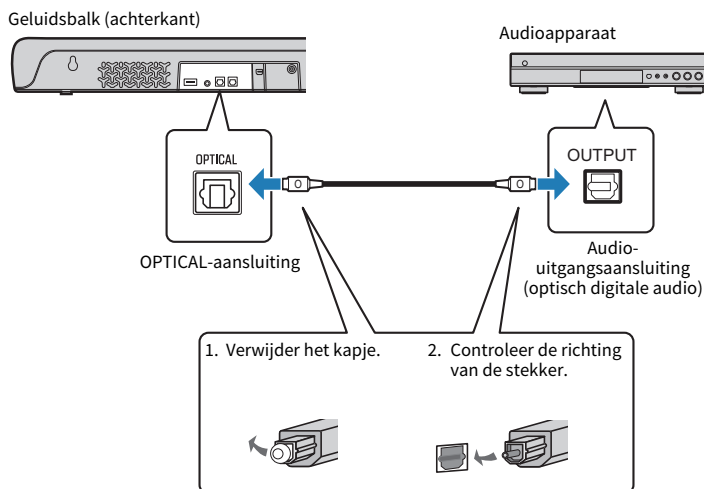 Geluidsbalk (achterkant)
Audioapparaat
OPTICAL
OUTPUT
OPTICAL-aansluiting
Audio-
uitgangsaansluiting
(optisch digitale audio)
1. Verwijder het kapje.
2. Controleer de richting
van de stekker.